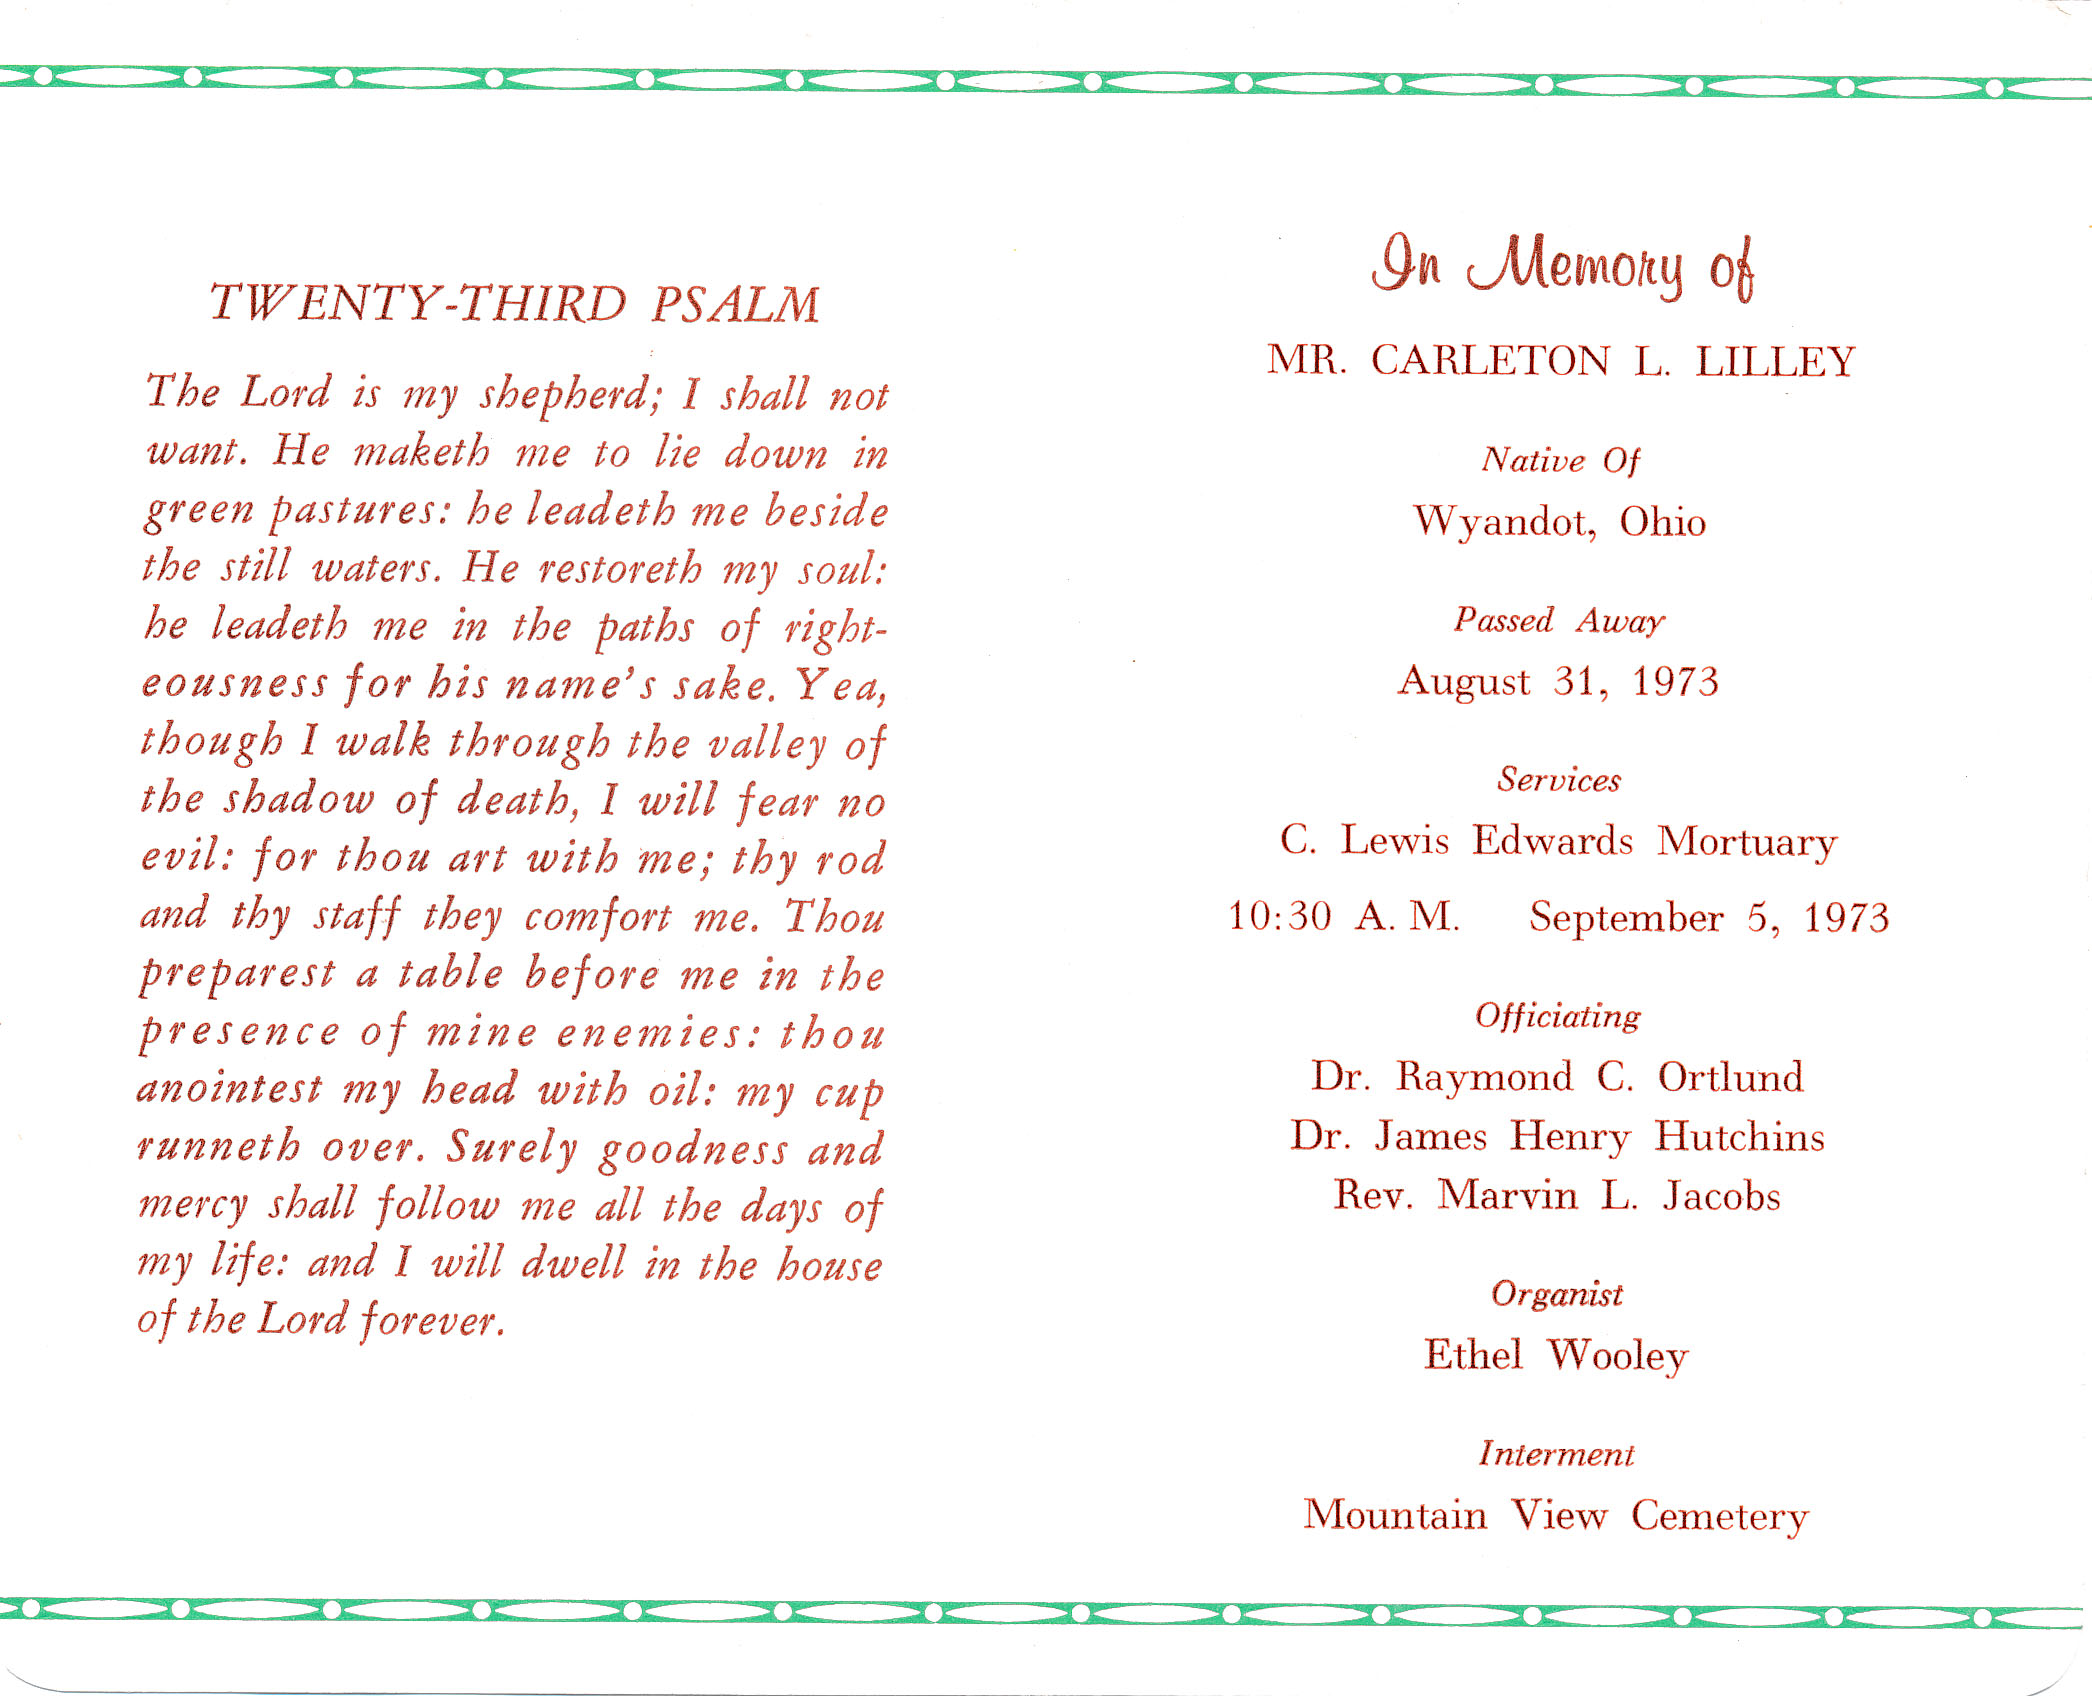 TWENTY-THIRD PSALM
The Lord is my shepherd; I shall not
want. He maketh me to lie down in
green pastures: he leadeth me beside
the still waters. He restoreth my soul:
he leadeth me in the paths of right-
eousness for his name's sake. Yea,
though I walk through the valley of
the shadow of death, I will fear no
evil: for thou art with me; thy rod
and thy staff they comfort me. Thou
preparest a table before me in the
presence of mine enemies: thou
anointest my head with oil: my cup
runneth over. Surely goodness and
mercy shall follow me all the days of
my life: and I will dwell in the house
of the Lord forever.
In Memory of
MR. CARLETON L. LILLEY
Native Of
Wyandot, Ohio
Passed Away
August 31, 1973
Services
C. Lewis Edwards Mortuary
10:30 A. M. September 5, 1973
Officiating
Dr. Raymond C. Ortlund
Dr. James Henry Hutchins
Rev. Marvin L. Jacobs
Organist
Ethel Wooley
Interment
Mountain View Cemetery